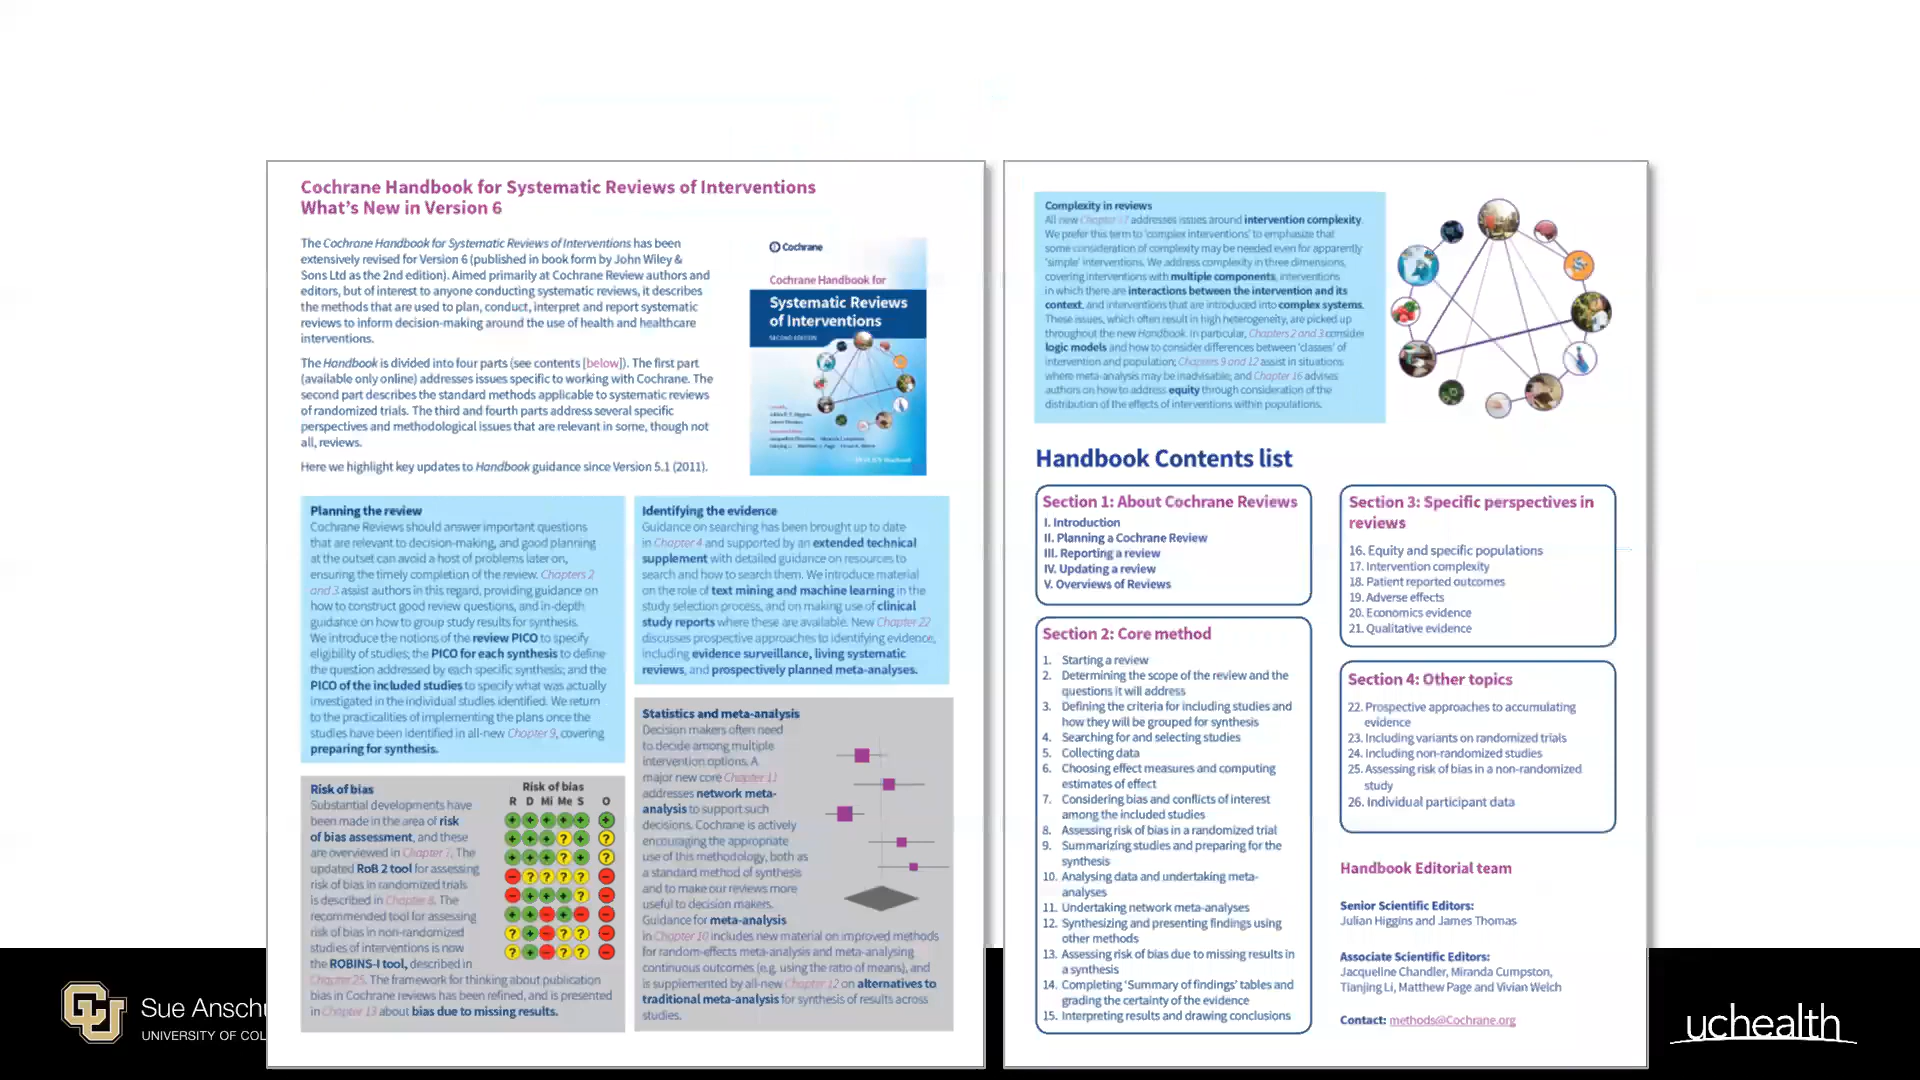 Cochrane Handbook for Systematic Reviews of Interventions
What's New in Version 6
The Cochrane Handbook for Systematic Reviews of Interventions has been
extensively revised for Version 6 (published in book form by John Wiley &
Sons Ltd as the 2nd edition). Aimed primarily at Cochrane Review authors and
editors, but of interest to anyone conducting systematic reviews, it describes
the methods that are used to plan, conduct, interpret and report systematic
reviews to inform decision-making around the use of health and healthcare
interventions.
The Handbook is divided into four parts (see contents [below]). The first part
(available only online) addresses issues specific to working with Cochrane. The
second part describes the standard methods applicable to systematic reviews
of randomized trials. The third and fourth parts address several specific
perspectives and methodological issues that are relevant in some, though not
all, reviews.
Here we highlight key updates to Handbook guidance since Version 5.1 (2011).
Cochrane
Cochrane Handbook for
Systematic Reviews
of Interventions
SECOND EDITION
Planning the review
Cochrane Reviews should answer important questions
that are relevant to decision-making, and good planning
at the outset can avoid a host of problems later on,
ensuring the timely completion of the review. Chapters 2
and 3 assist authors in this regard, providing guidance on
how to construct good review questions, and in-depth
guidance on how to group study results for synthesis.
We introduce the notions of the review PICO to specify
eligibility of studies; the PICO for each synthesis to define
the question addressed by each specific synthesis; and the
PICO of the included studies to specify what was actually
investigated in the individual studies identified. We return
to the practicalities of implementing the plans once the
studies have been identified in all-new Chapter 9, covering
preparing for synthesis.
Identifying the evidence
Guidance on searching has been brought up to date
in Chapter 4 and supported by an extended technical
supplement with detailed guidance on resources to
search and how to search them. We introduce material
on the role of text mining and machine learning in the
study selection process, and on making use of clinical
study reports where these are available. New Chapter 22
discusses prospective approaches to identifying evidence,
including evidence surveillance, living systematic
reviews, and prospectively planned meta-analyses.
Risk of bias
Substantial developments have
been made in the area of risk
of bias assessment, and these
are overviewed in Chapter 7. The
updated RoB 2 tool for assessing
risk of bias in randomized trials
is described in Chapter 8. The
recommended tool for assessing
risk of bias in non-randomized
studies of interventions is now
the ROBINS-I tool, described in
Chapter 25. The framework for thinking about publication
bias in Cochrane reviews has been refined, and is presented
in Chapter 13 about bias due to missing results.
Risk of bias
R D Mi Me S O
+ + + + + +
+ + + ? + ?
+ + + ? + ?
- ? ? ? ? -
- + + + ? -
+ + - + - -
? + - ? ? -
? + - ? ? -
Statistics and meta-analysis
Decision makers often need
to decide among multiple
intervention options. A
major new core Chapter 11
addresses network meta-
analysis to support such
decisions. Cochrane is actively
encouraging the appropriate
use of this methodology, both as
a standard method of synthesis
and to make our reviews more
useful to decision makers.
Guidance for meta-analysis
in Chapter 10 includes new material on improved methods
for random-effects meta-analysis and meta-analysing
continuous outcomes (e.g. using the ratio of means), and
is supplemented by all-new Chapter 12 on alternatives to
traditional meta-analysis for synthesis of results across
studies.
Complexity in reviews
All new Chapter 17 addresses issues around intervention complexity.
We prefer this term to 'complex interventions' to emphasize that
some consideration of complexity may be needed even for apparently
'simple' interventions. We address complexity in three dimensions,
covering interventions with multiple components, interventions
in which there are interactions between the intervention and its
context, and interventions that are introduced into complex systems.
These issues, which often result in high heterogeneity, are picked up
throughout the new Handbook. In particular, Chapters 2 and 3 consider
logic models and how to consider differences between 'classes' of
intervention and population; Chapters 9 and 12 assist in situations
where meta-analysis may be inadvisable; and Chapter 16 advises
authors on how to address equity through consideration of the
distribution of the effects of interventions within populations.
Handbook Contents list
Section 1: About Cochrane Reviews
I. Introduction
II. Planning a Cochrane Review
III. Reporting a review
IV. Updating a review
V. Overviews of Reviews
Section 2: Core method
1. Starting a review
2. Determining the scope of the review and the
questions it will address
3. Defining the criteria for including studies and
how they will be grouped for synthesis
4. Searching for and selecting studies
5. Collecting data
6. Choosing effect measures and computing
estimates of effect
7. Considering bias and conflicts of interest
among the included studies
8. Assessing risk of bias in a randomized trial
9. Summarizing studies and preparing for the
synthesis
10. Analysing data and undertaking meta-
analyses
11. Undertaking network meta-analyses
12. Synthesizing and presenting findings using
other methods
13. Assessing risk of bias due to missing results in
a synthesis
14. Completing 'Summary of findings' tables and
grading the certainty of the evidence
15. Interpreting results and drawing conclusions
Section 3: Specific perspectives in
reviews
16. Equity and specific populations
17. Intervention complexity
18. Patient reported outcomes
19. Adverse effects
20. Economics evidence
21. Qualitative evidence
Section 4: Other topics
22. Prospective approaches to accumulating
evidence
23. Including variants on randomized trials
24. Including non-randomized studies
25. Assessing risk of bias in a non-randomized
study
26. Individual participant data
Handbook Editorial team
Senior Scientific Editors:
Julian Higgins and James Thomas
Associate Scientific Editors:
Jacqueline Chandler, Miranda Cumpston,
Tianjing Li, Matthew Page and Vivian Welch
Contact: methods@Cochrane.org
CU
Sue Anschu
UNIVERSITY OF COL
uchealth